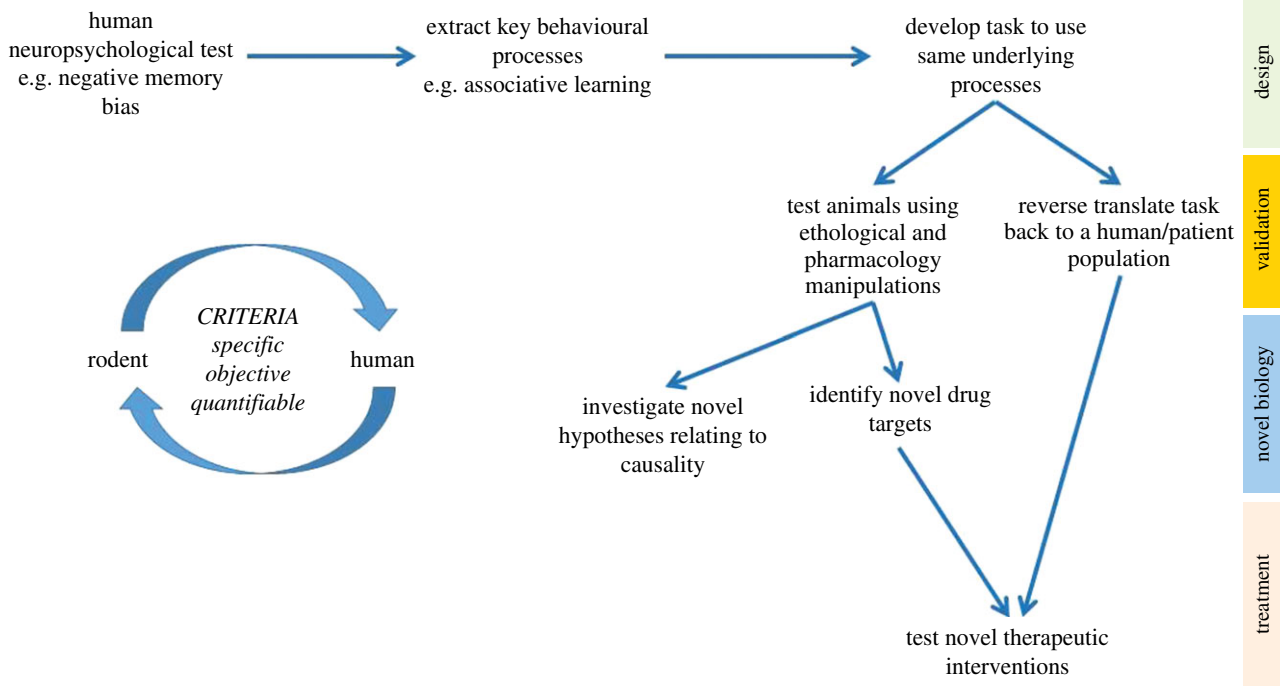 human
neuropsychological test
e.g. negative memory
bias
extract key behavioural
processes
e.g. associative learning
develop task to use
same underlying
processes
design
test animals using
ethological and
pharmacology
manipulations
reverse translate task
back to a human/patient
population
validation
CRITERIA
specific
objective
quantifiable
rodent
human
investigate novel
hypotheses relating to
causality
identify novel drug
targets
novel biology
test novel therapeutic
interventions
treatment